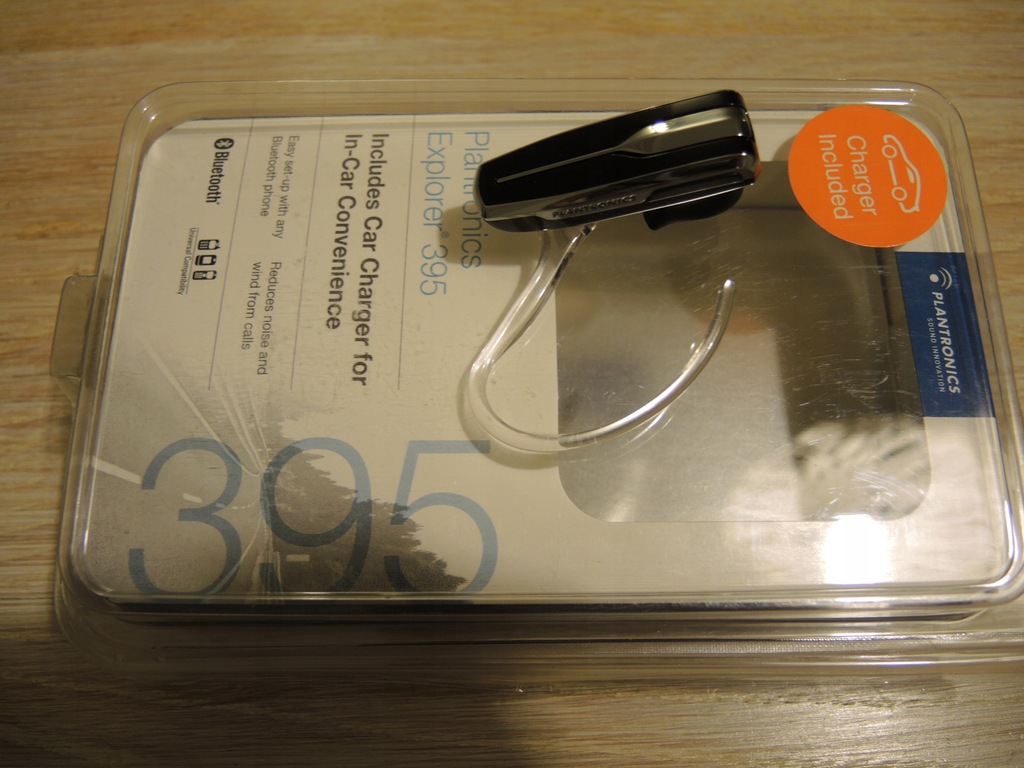 Charger
Included
PLANTRONICS
SOUND INNOVATION
PLANTRONICS
Plantronics
Explorer® 395
Includes Car Charger for
In-Car Convenience
Easy set-up with any
Bluetooth phone
Reduces noise and
wind from calls
Bluetooth®
Universal Compatibility
395